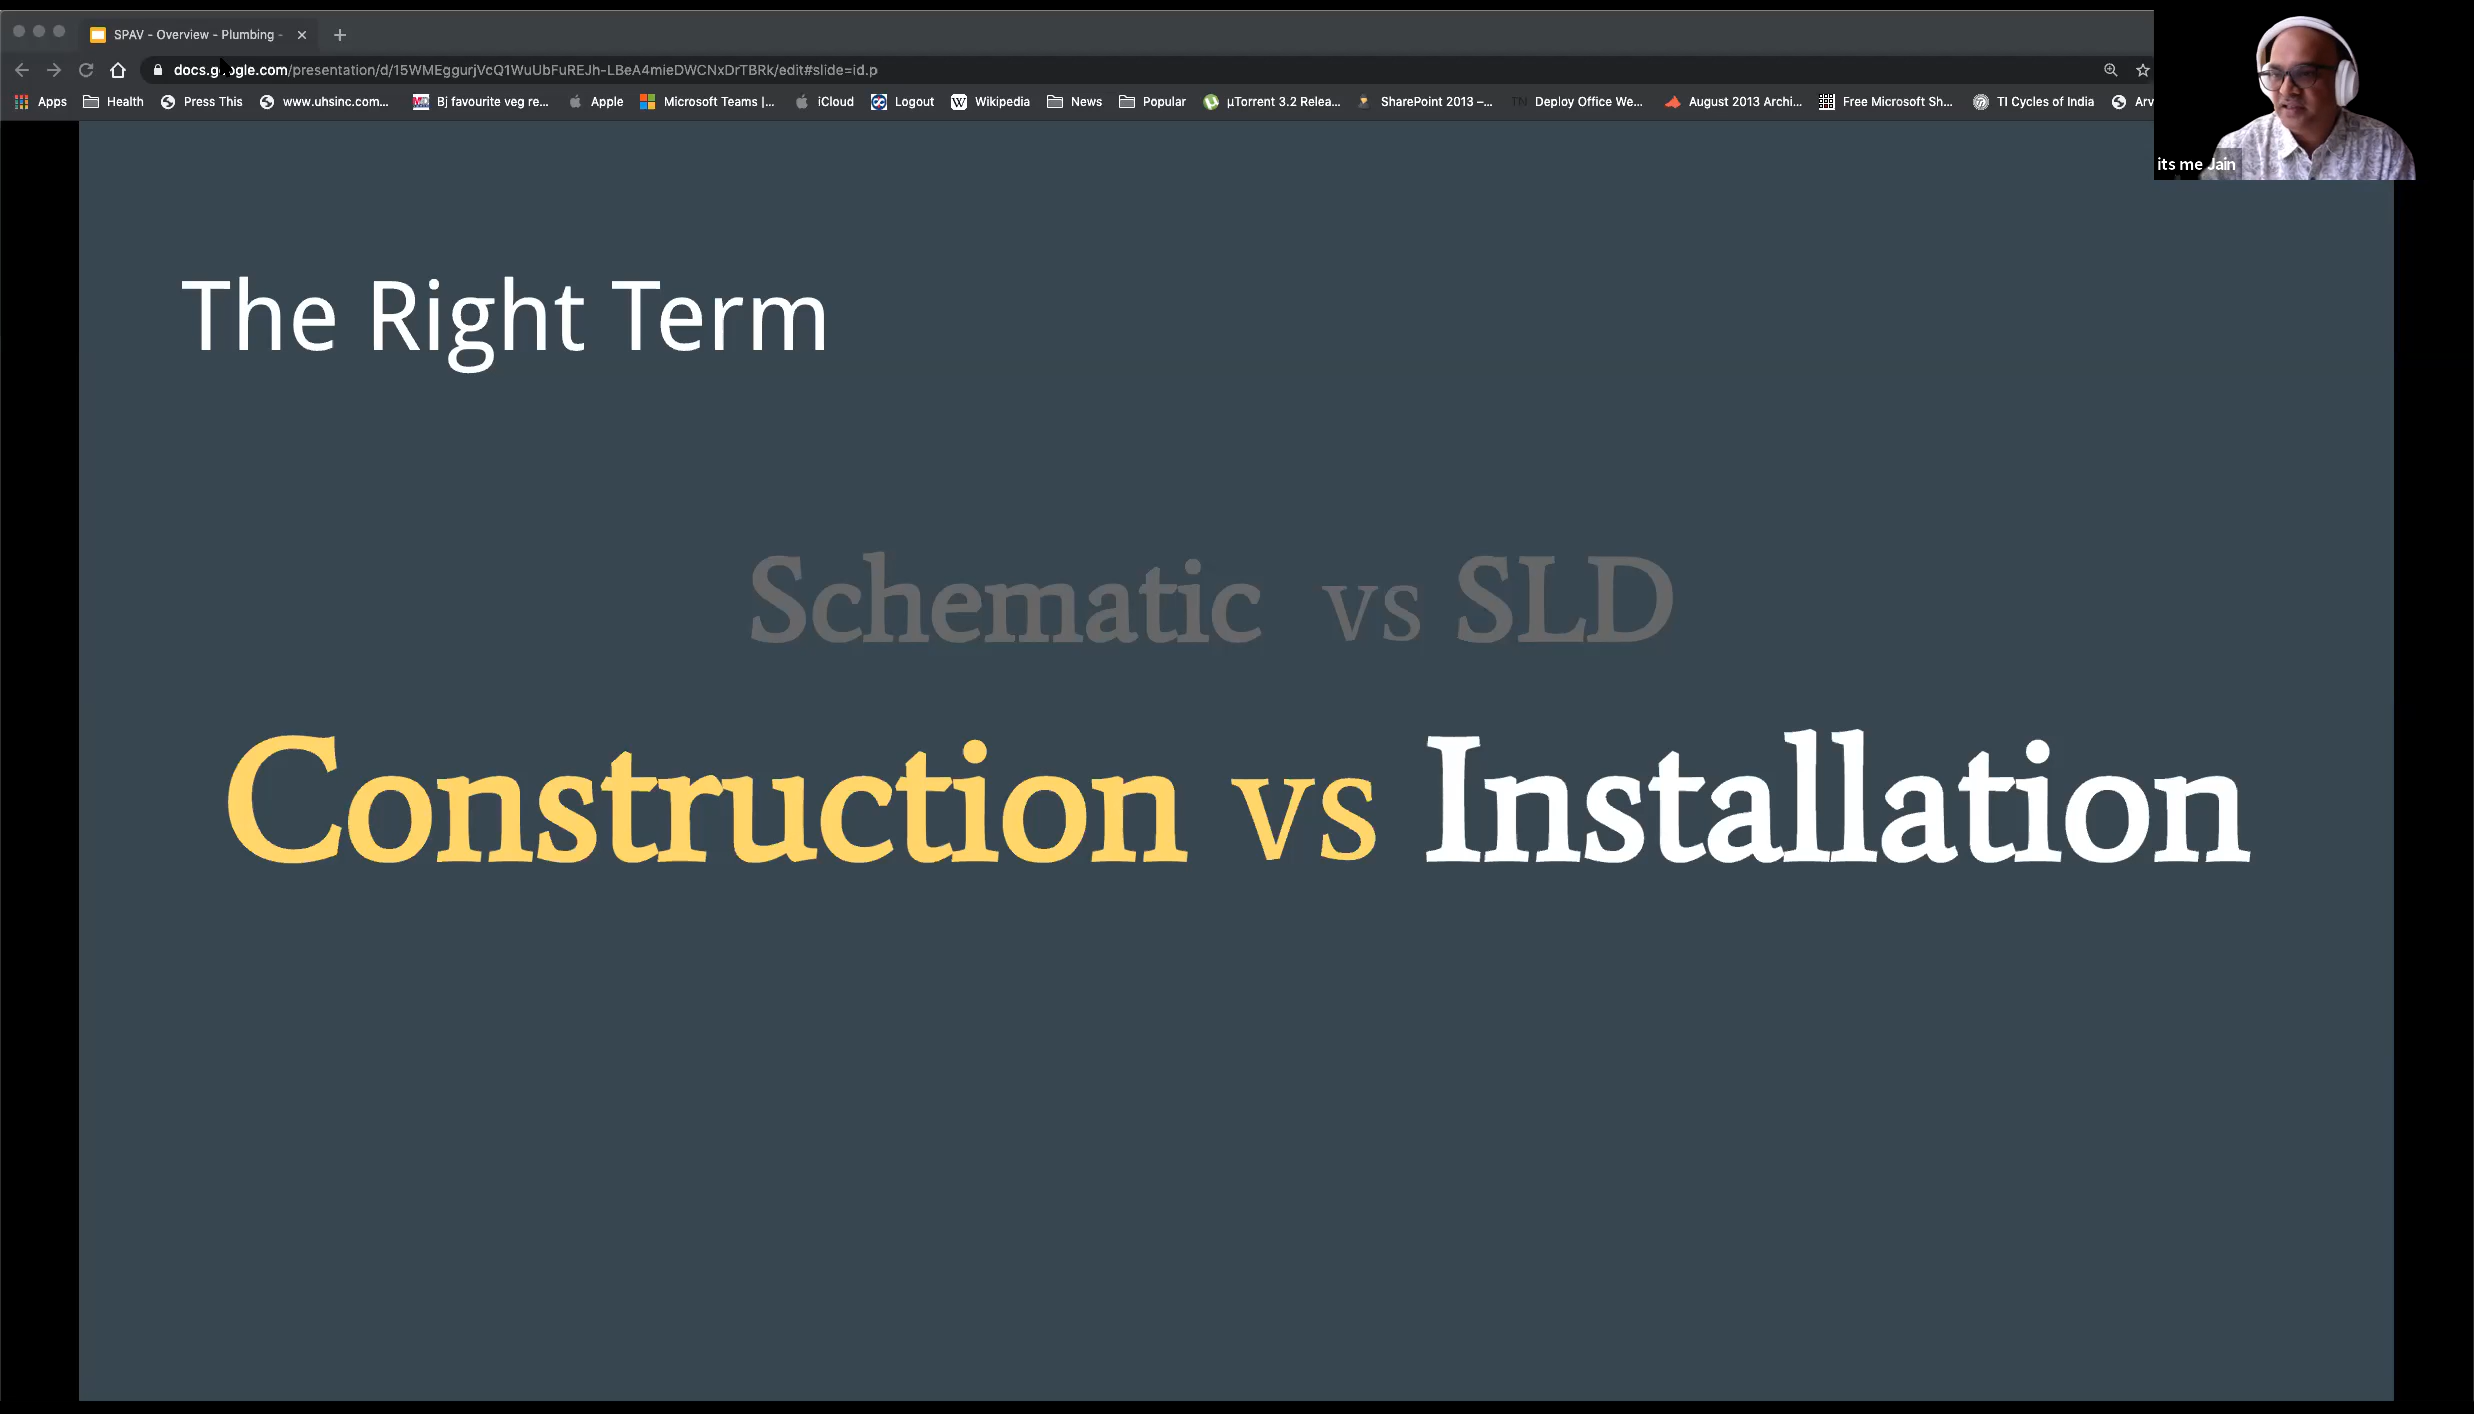 SPAV - Overview - Plumbing -
docs.google.com/presentation/d/15WMEggurjVcQ1WuUbFuREJh-LBeA4mieDWCNxDrTBRk/edit#slide=id.p
Apps Health Press This www.uhsinc.com... Bj favourite veg re... Apple Microsoft Teams |... iCloud Logout Wikipedia News Popular µTorrent 3.2 Relea... SharePoint 2013 –... Deploy Office We... August 2013 Archi... Free Microsoft Sh... TI Cycles of India Arv
its me Jain
The Right Term
Schematic vs SLD
Construction vs Installation